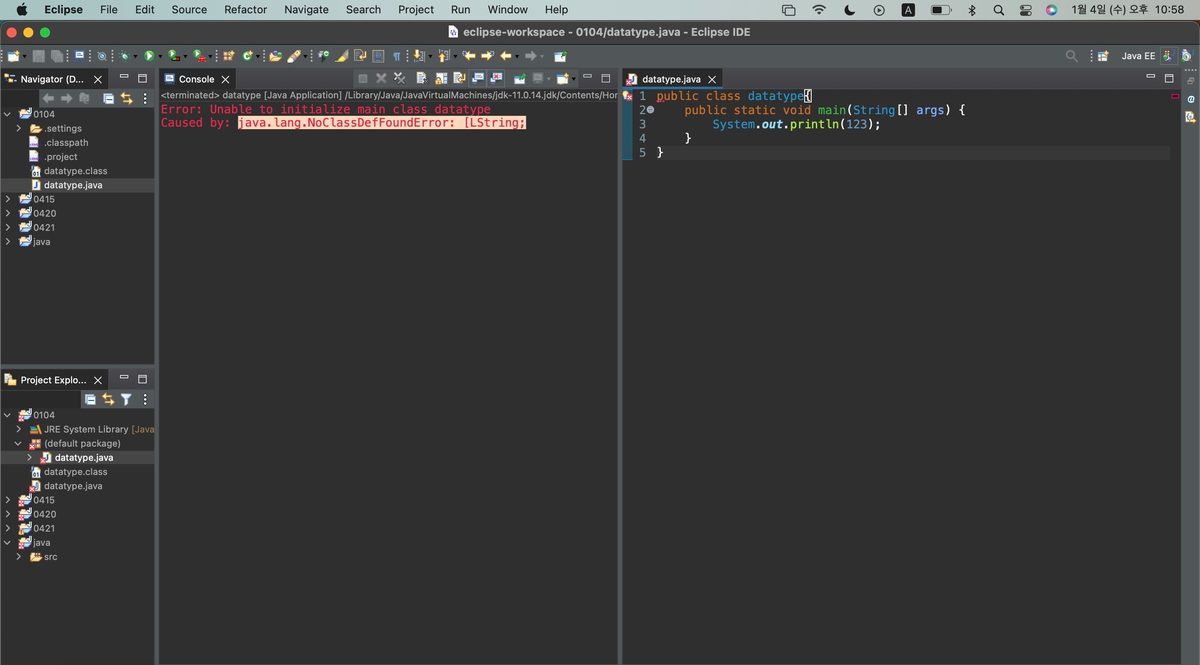 Eclipse File Edit Source Refactor Navigate Search Project Run Window Help
A
1월 4일 (수) 오후 10:58
eclipse-workspace - 0104/datatype.java - Eclipse IDE
Java EE
Navigator (D...
0104
.settings
.classpath
.project
datatype.class
datatype.java
0415
0420
0421
java
Console
<terminated> datatype [Java Application] /Library/Java/JavaVirtualMachines/jdk-11.0.14.jdk/Contents/Hor
Error: Unable to initialize main class datatype
Caused by: java.lang.NoClassDefFoundError: [LString;
datatype.java
1 public class datatype{
2 public static void main(String[] args) {
3 System.out.println(123);
4 }
5 }
Project Explo...
0104
JRE System Library [Java
(default package)
datatype.java
datatype.class
datatype.java
0415
0420
0421
java
src